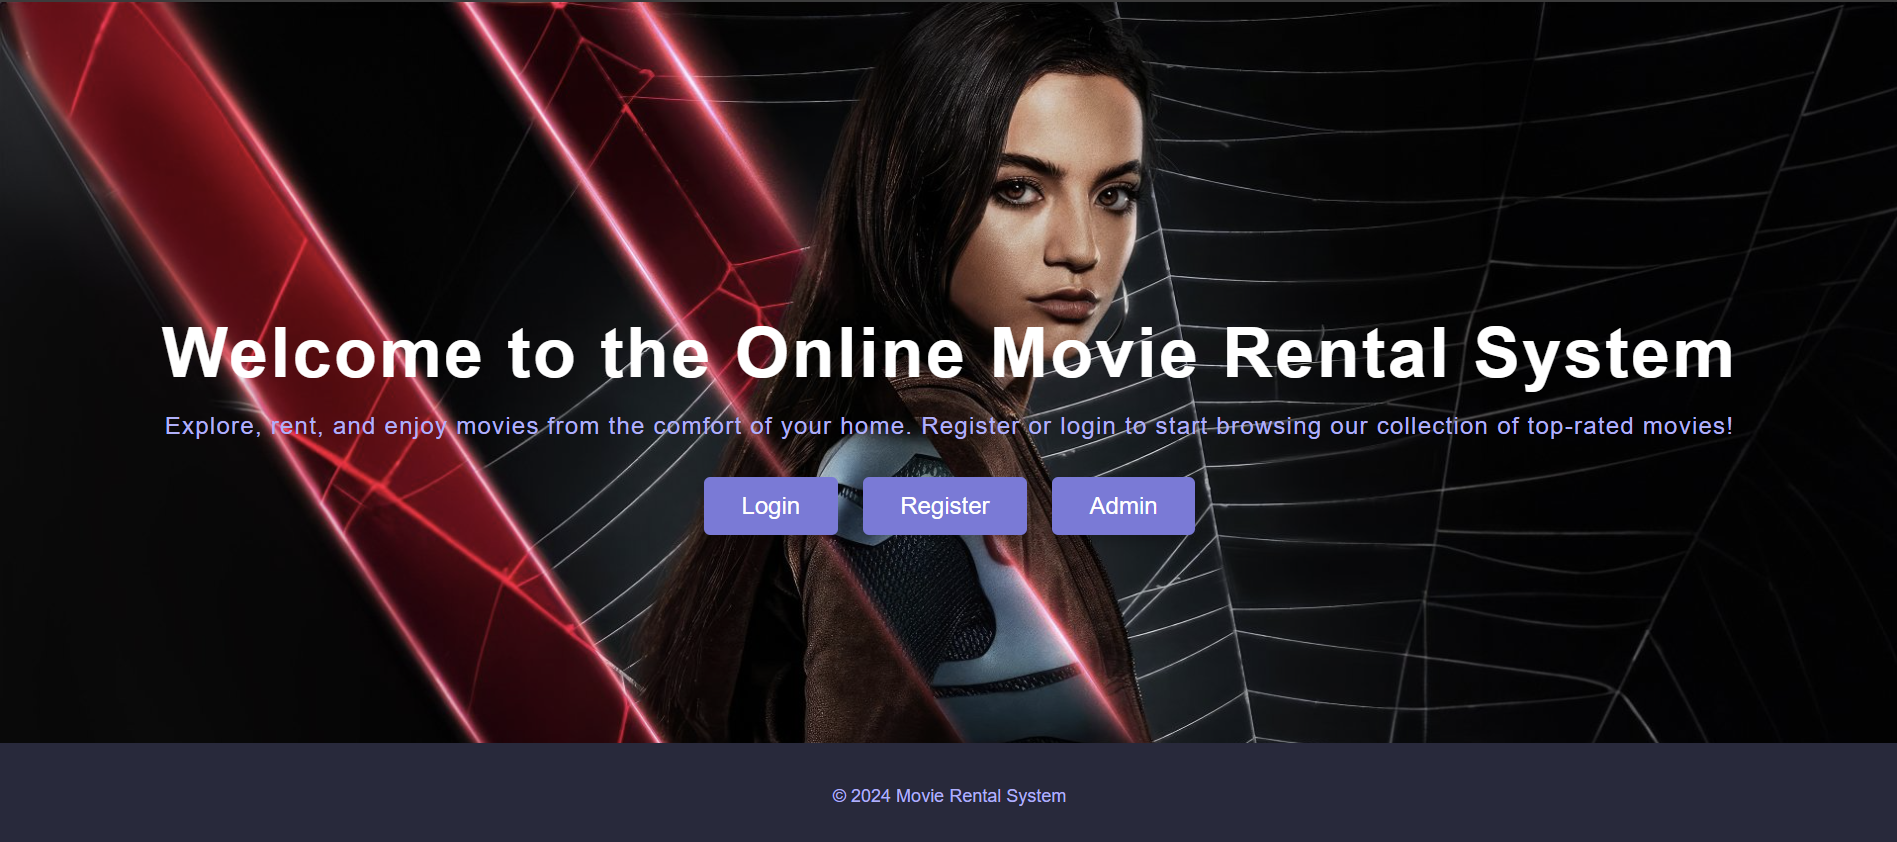 Welcome to the Online Movie Rental System
Explore, rent, and enjoy movies from the comfort of your home. Register or login to start browsing our collection of top-rated movies!
Login
Register
Admin
© 2024 Movie Rental System